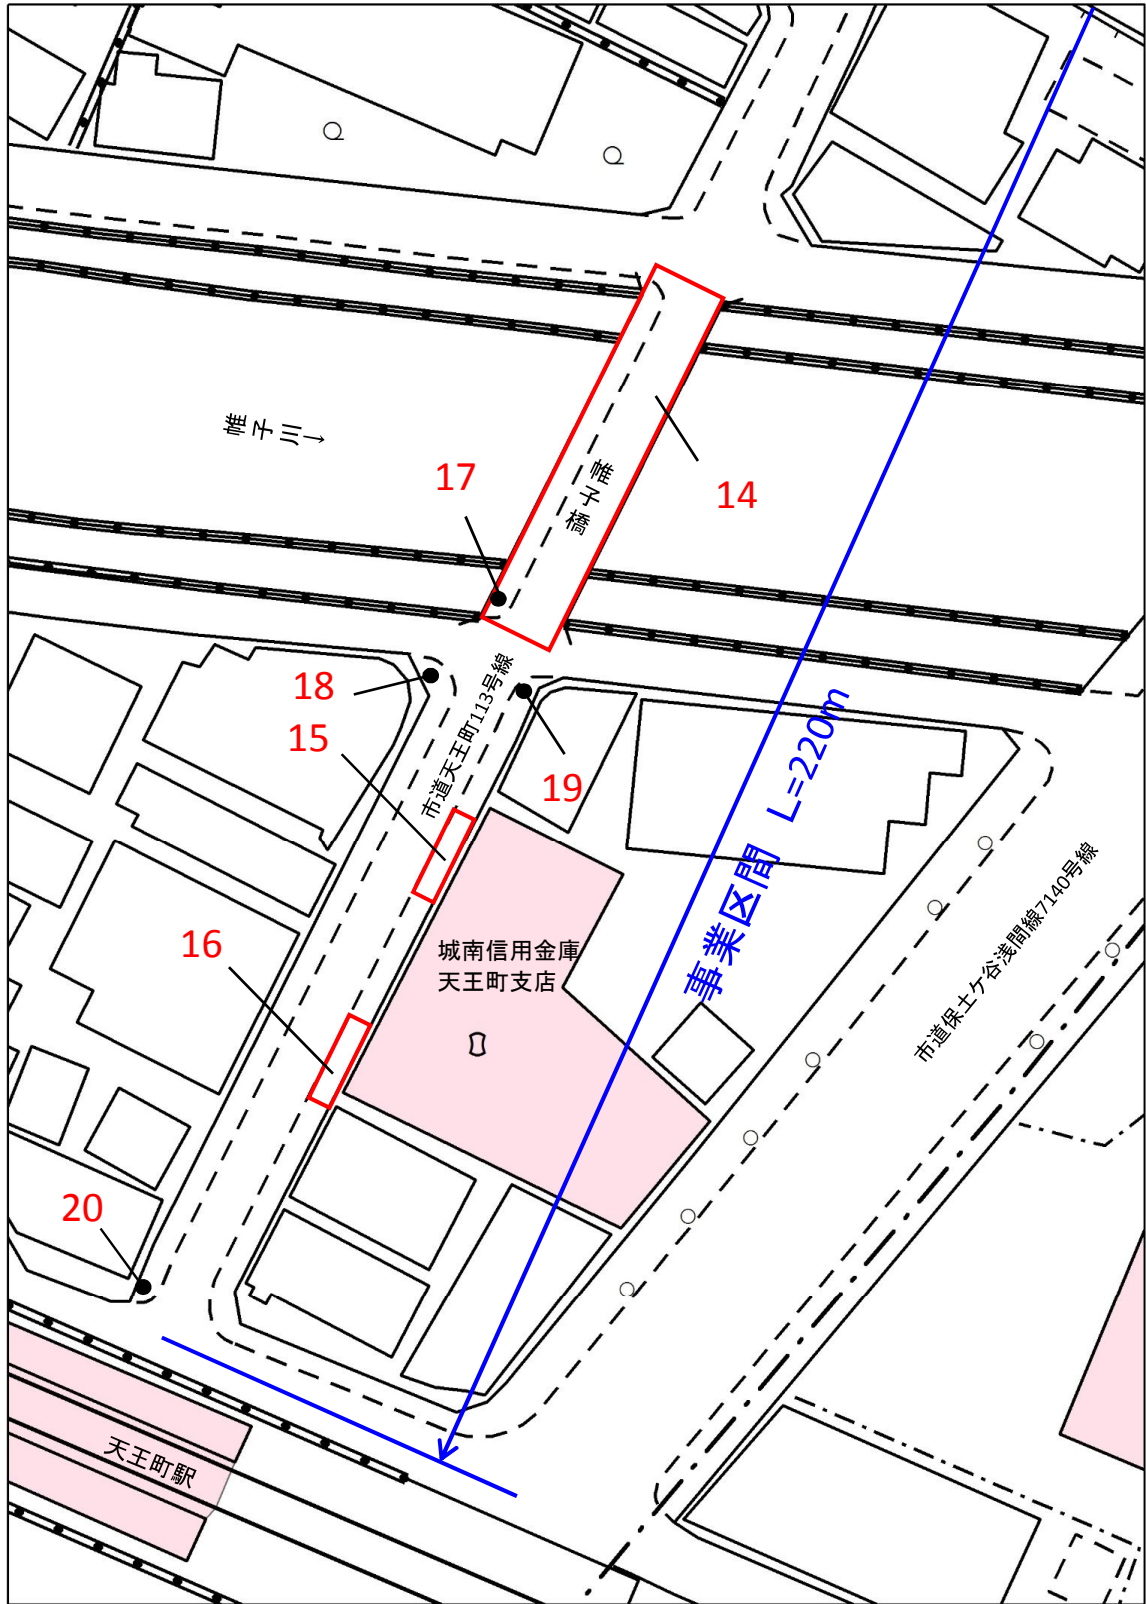 帷子川→
17
14
帷子橋
18
市道天王町113号線
15
19
事業区間 L=220m
市道保土ケ谷浅間線7140号線
16
城南信用金庫
天王町支店
20
天王町駅